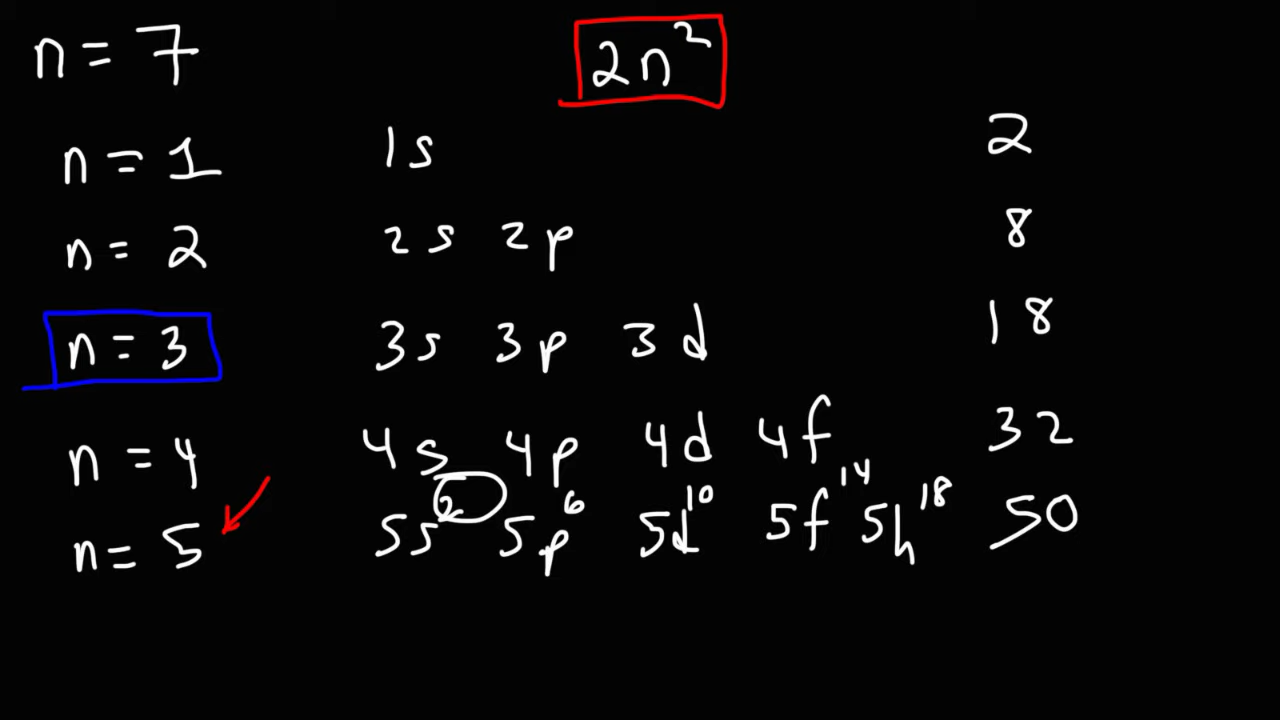 n = 7 2n²
n = 1 1s 2
n = 2 2s 2p 8
n = 3 3s 3p 3d 18
n = 4 4s 4p 4d 4f 32
n = 5 5s² 5p⁶ 5d¹⁰ 5f¹⁴ 5h¹⁸ 50